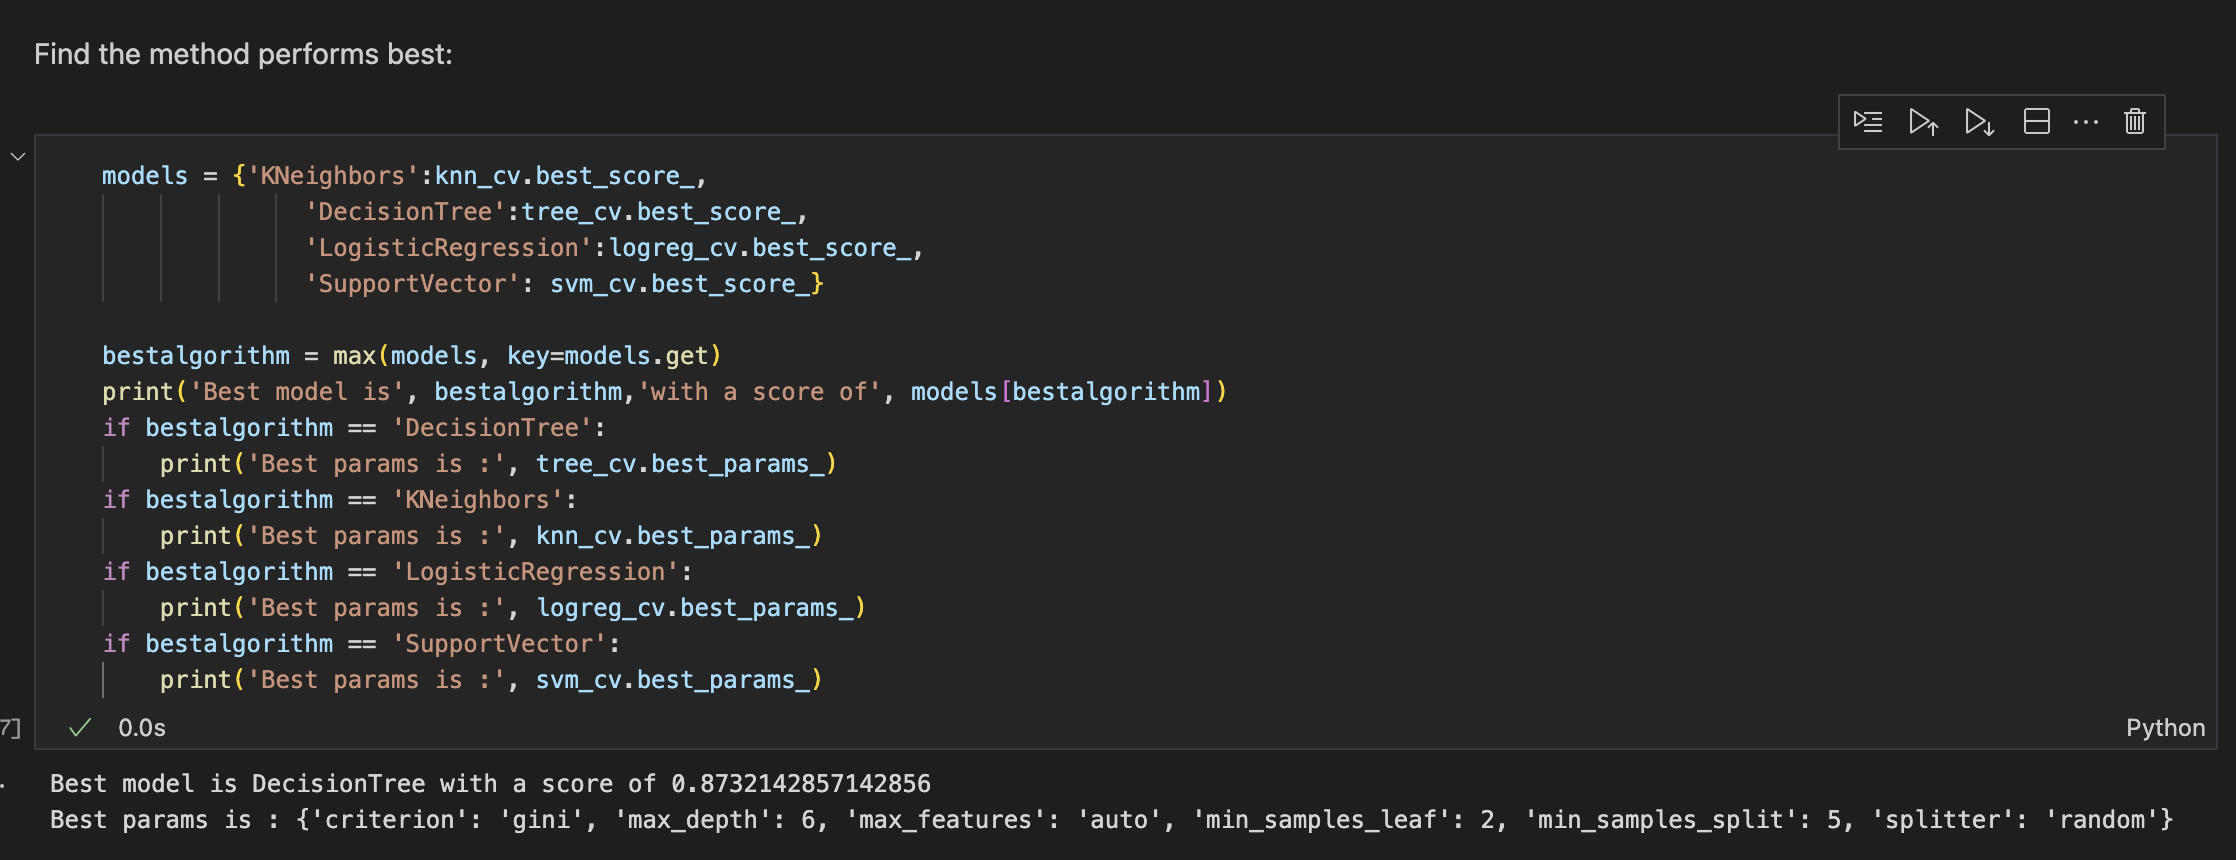 Find the method performs best:
models = {'KNeighbors':knn_cv.best_score_,
'DecisionTree':tree_cv.best_score_,
'LogisticRegression':logreg_cv.best_score_,
'SupportVector': svm_cv.best_score_}
bestalgorithm = max(models, key=models.get)
print('Best model is', bestalgorithm,'with a score of', models[bestalgorithm])
if bestalgorithm == 'DecisionTree':
print('Best params is :', tree_cv.best_params_)
if bestalgorithm == 'KNeighbors':
print('Best params is :', knn_cv.best_params_)
if bestalgorithm == 'LogisticRegression':
print('Best params is :', logreg_cv.best_params_)
if bestalgorithm == 'SupportVector':
print('Best params is :', svm_cv.best_params_)
7] 0.0s Python
Best model is DecisionTree with a score of 0.8732142857142856
Best params is : {'criterion': 'gini', 'max_depth': 6, 'max_features': 'auto', 'min_samples_leaf': 2, 'min_samples_split': 5, 'splitter': 'random'}